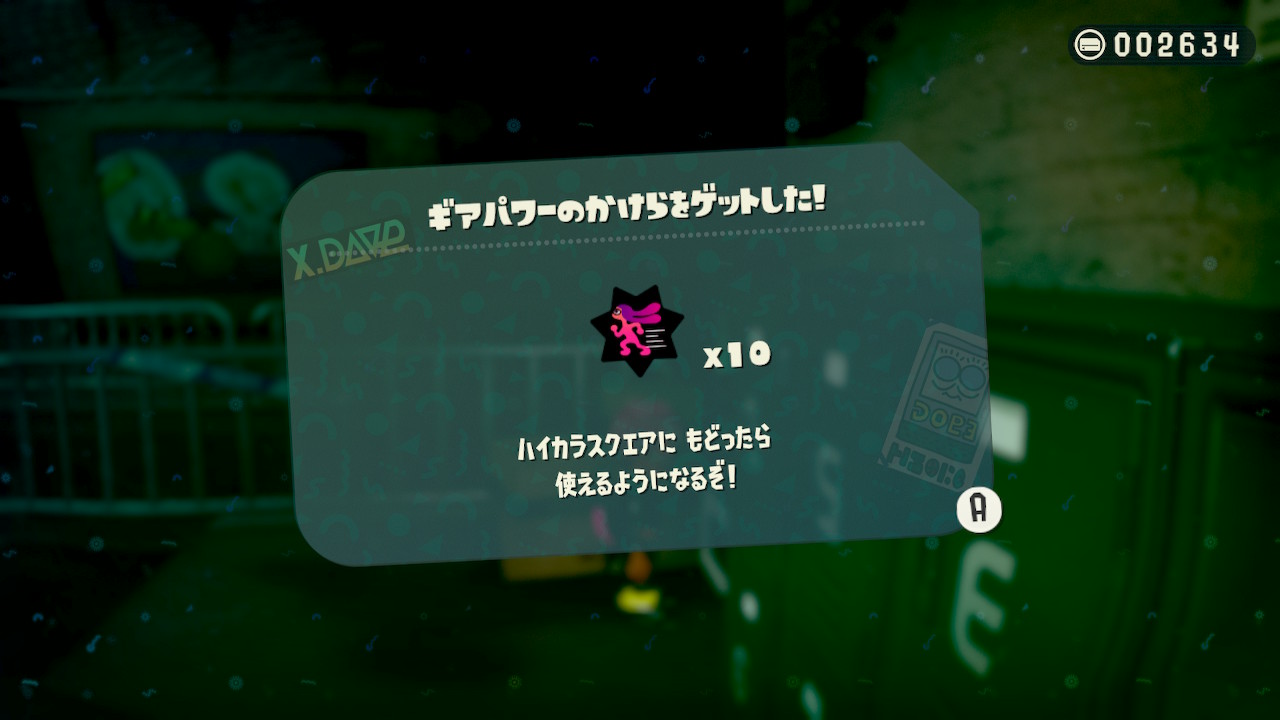 002634
ギアパワーのかけらをゲットした!
X.DAVP
x10
DOPE
ハイカラスクエアに もどったら
使えるようになるぞ!
A